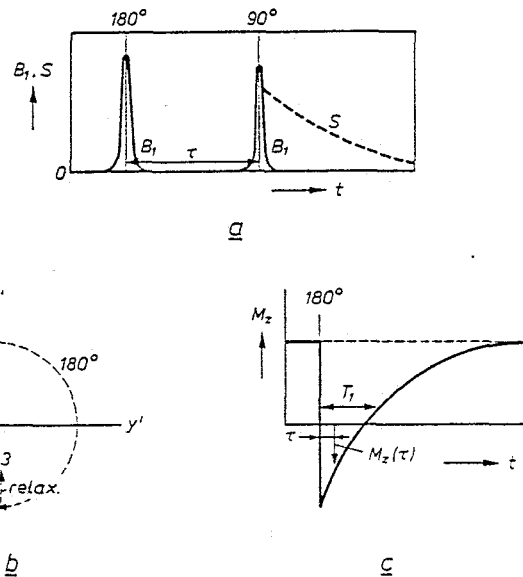 180° 90°
B₁, S
S
B₁ τ B₁
0
t
a
180°
y'
3
relax.
b
180°
M_z
T₁
τ
M_z(τ)
t
c